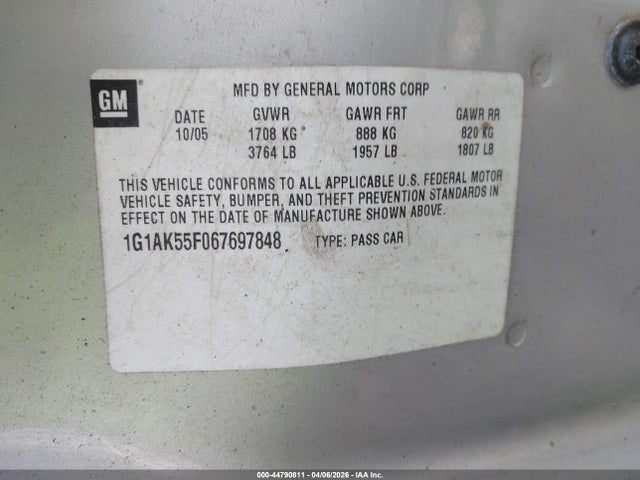 GM
MFD BY GENERAL MOTORS CORP
DATE GVWR GAWR FRT GAWR RR
10/05 1708 KG 888 KG 820 KG
3764 LB 1957 LB 1807 LB
THIS VEHICLE CONFORMS TO ALL APPLICABLE U.S. FEDERAL MOTOR
VEHICLE SAFETY, BUMPER, AND THEFT PREVENTION STANDARDS IN
EFFECT ON THE DATE OF MANUFACTURE SHOWN ABOVE.
1G1AK55F067697848 TYPE: PASS CAR
000-44790811 - 04/06/2026 - IAA Inc.